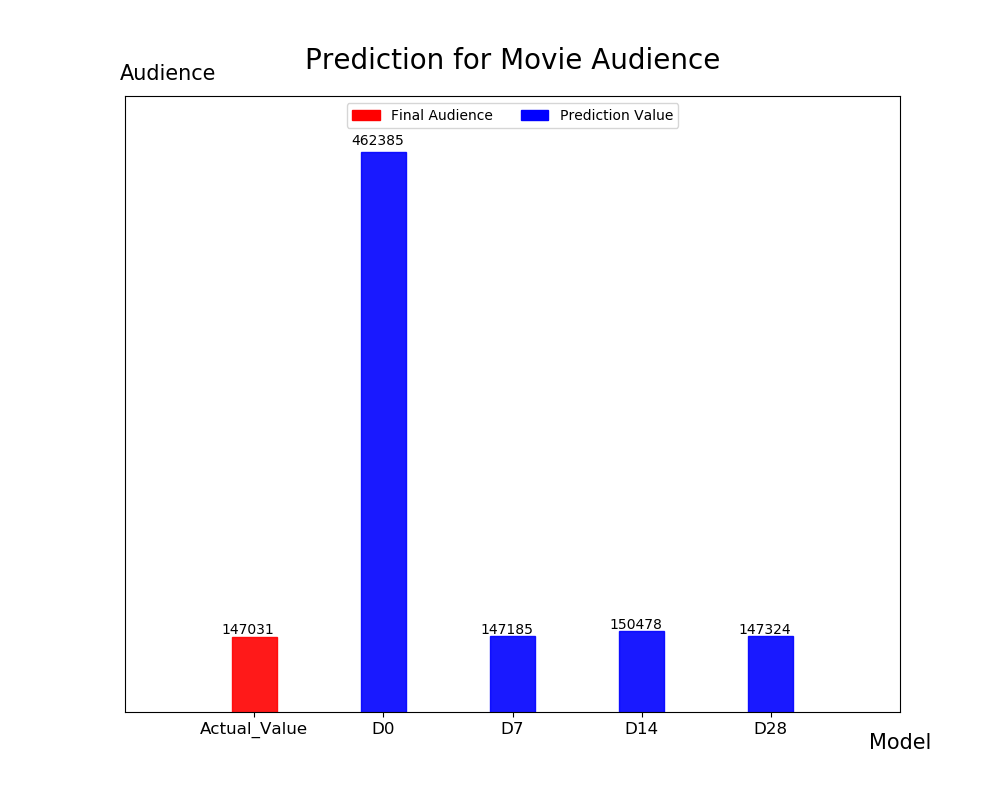 Prediction for Movie Audience
Audience
Final Audience
Prediction Value
462385
147031
147185
150478
147324
Actual_Value
D0
D7
D14
D28
Model